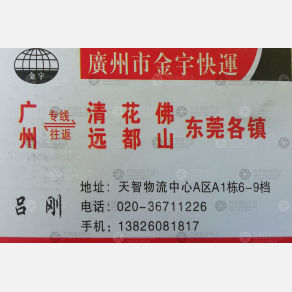 金宇
廣州市金宇快運
广州 专线往返 清远 花都 佛山 东莞各镇
地址：天智物流中心A区A1栋6-9档
吕刚 电话：020-36711226
手机：13826081817